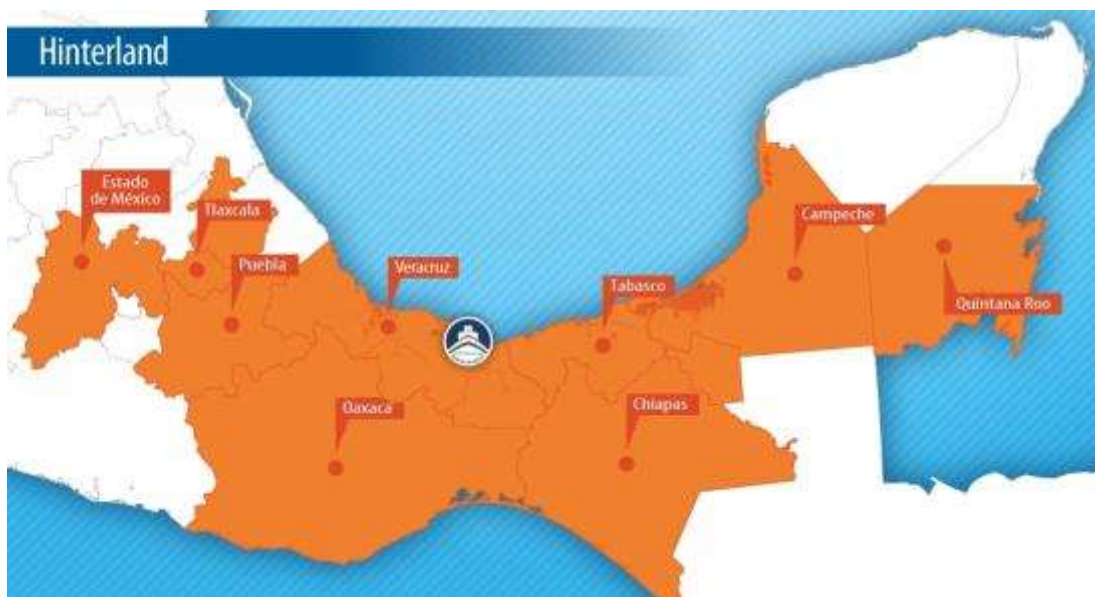 Hinterland
Estado
de México
Tlaxcala
Puebla
Veracruz
Tabasco
Campeche
Quintana Roo
Oaxaca
Chiapas